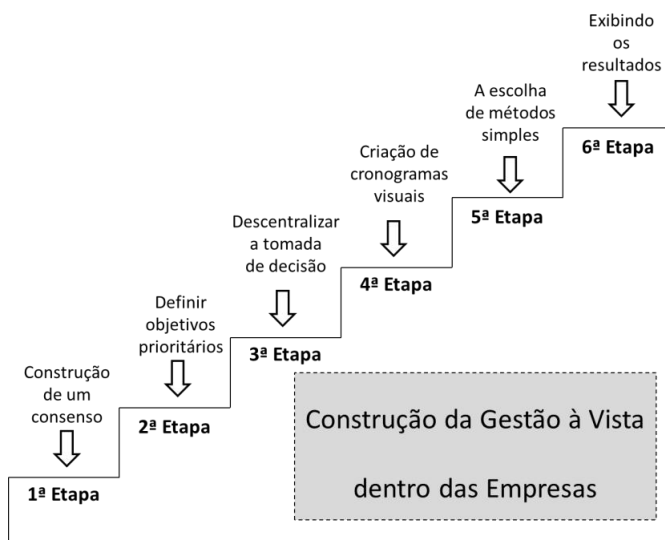 Construção
de um
consenso
1ª Etapa
Definir
objetivos
prioritários
2ª Etapa
Descentralizar
a tomada
de decisão
3ª Etapa
Criação de
cronogramas
visuais
4ª Etapa
A escolha
de métodos
simples
5ª Etapa
Exibindo
os
resultados
6ª Etapa
Construção da Gestão à Vista
dentro das Empresas